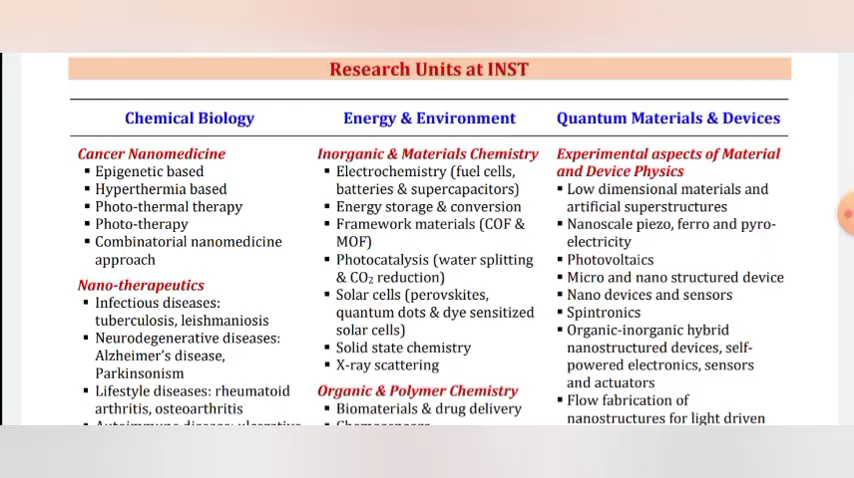 Research Units at INST
Chemical Biology
Cancer Nanomedicine
▪ Epigenetic based
▪ Hyperthermia based
▪ Photo-thermal therapy
▪ Photo-therapy
▪ Combinatorial nanomedicine
approach
Nano-therapeutics
▪ Infectious diseases:
tuberculosis, leishmaniosis
▪ Neurodegenerative diseases:
Alzheimer's disease,
Parkinsonism
▪ Lifestyle diseases: rheumatoid
arthritis, osteoarthritis
Energy & Environment
Inorganic & Materials Chemistry
▪ Electrochemistry (fuel cells,
batteries & supercapacitors)
▪ Energy storage & conversion
▪ Framework materials (COF &
MOF)
▪ Photocatalysis (water splitting
& CO₂ reduction)
▪ Solar cells (perovskites,
quantum dots & dye sensitized
solar cells)
▪ Solid state chemistry
▪ X-ray scattering
Organic & Polymer Chemistry
▪ Biomaterials & drug delivery
Quantum Materials & Devices
Experimental aspects of Material
and Device Physics
▪ Low dimensional materials and
artificial superstructures
▪ Nanoscale piezo, ferro and pyro-
electricity
▪ Photovoltaics
▪ Micro and nano structured device
▪ Nano devices and sensors
▪ Spintronics
▪ Organic-inorganic hybrid
nanostructured devices, self-
powered electronics, sensors
and actuators
▪ Flow fabrication of
nanostructures for light driven